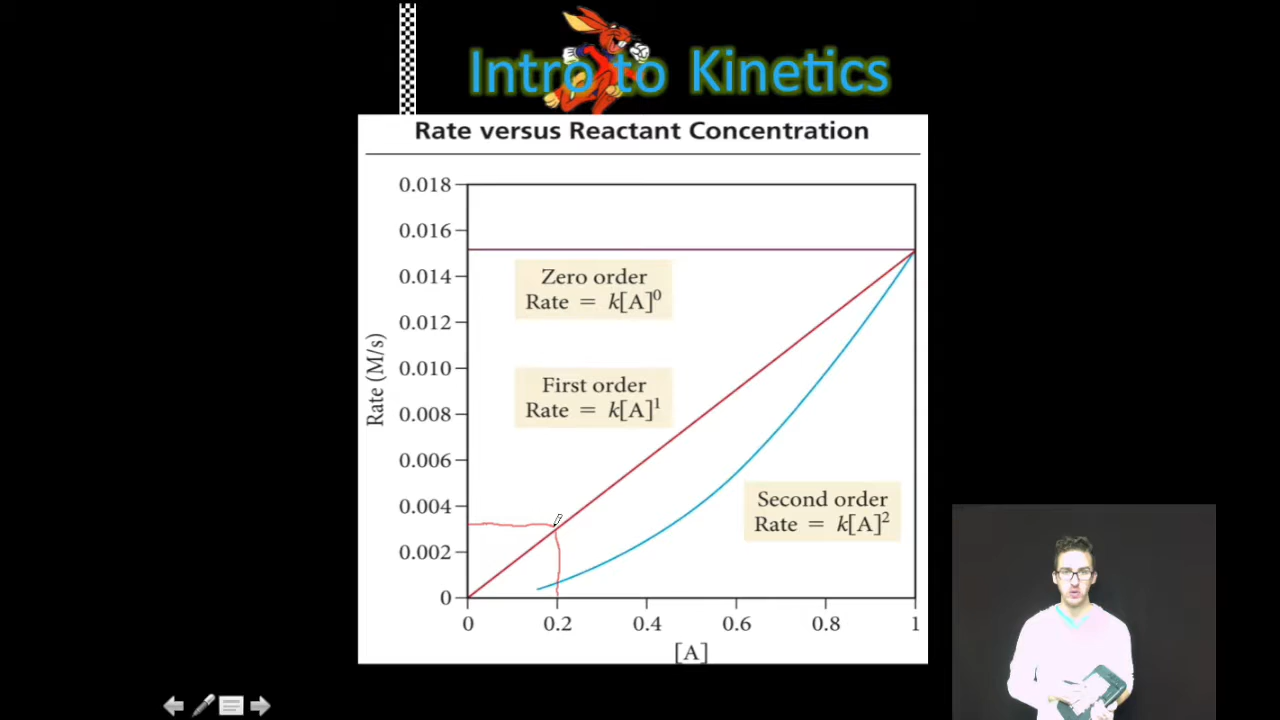 Intro to Kinetics
Rate versus Reactant Concentration
0.018
0.016
0.014
0.012
0.010
0.008
0.006
0.004
0.002
0
Rate (M/s)
Zero order
Rate = k[A]⁰
First order
Rate = k[A]¹
Second order
Rate = k[A]²
0 0.2 0.4 0.6 0.8 1
[A]